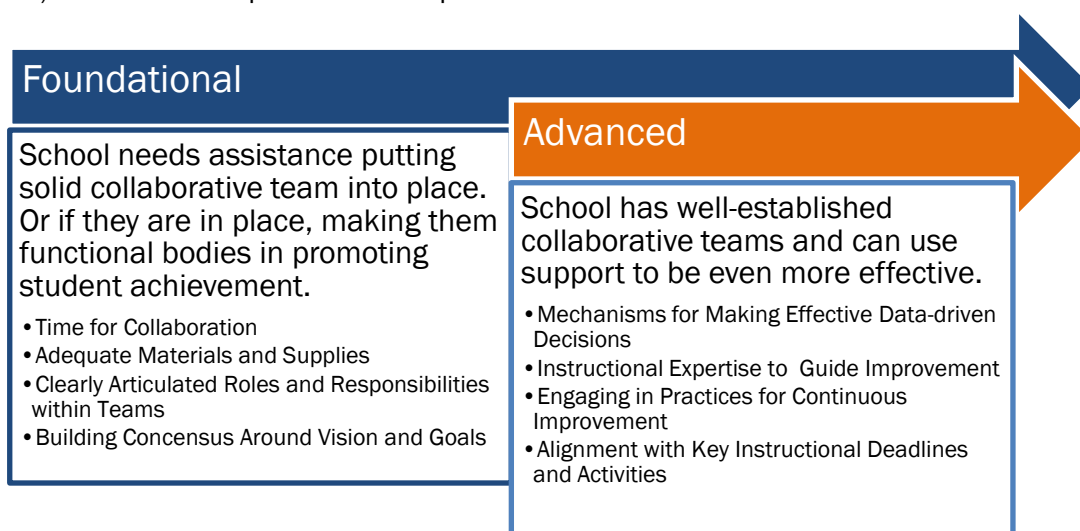 Foundational
School needs assistance putting
solid collaborative team into place.
Or if they are in place, making them
functional bodies in promoting
student achievement.
•Time for Collaboration
•Adequate Materials and Supplies
•Clearly Articulated Roles and Responsibilities
within Teams
•Building Concensus Around Vision and Goals
Advanced
School has well-established
collaborative teams and can use
support to be even more effective.
•Mechanisms for Making Effective Data-driven
Decisions
•Instructional Expertise to Guide Improvement
•Engaging in Practices for Continuous
Improvement
•Alignment with Key Instructional Deadlines
and Activities